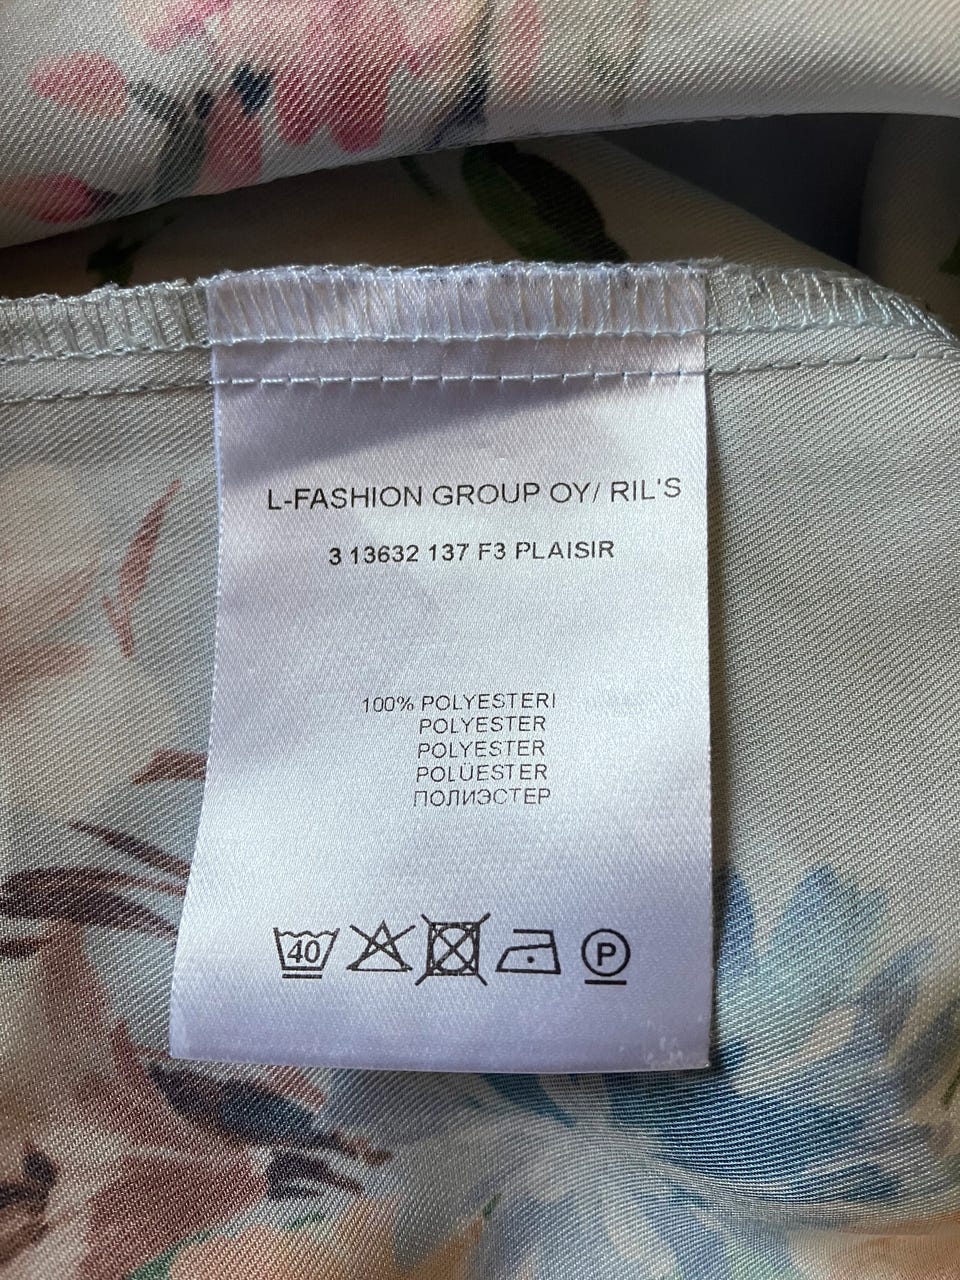 L-FASHION GROUP OY/ RIL'S
3 13632 137 F3 PLAISIR
100% POLYESTERI
POLYESTER
POLYESTER
POLÜESTER
ПОЛИЭСТЕР
40 P